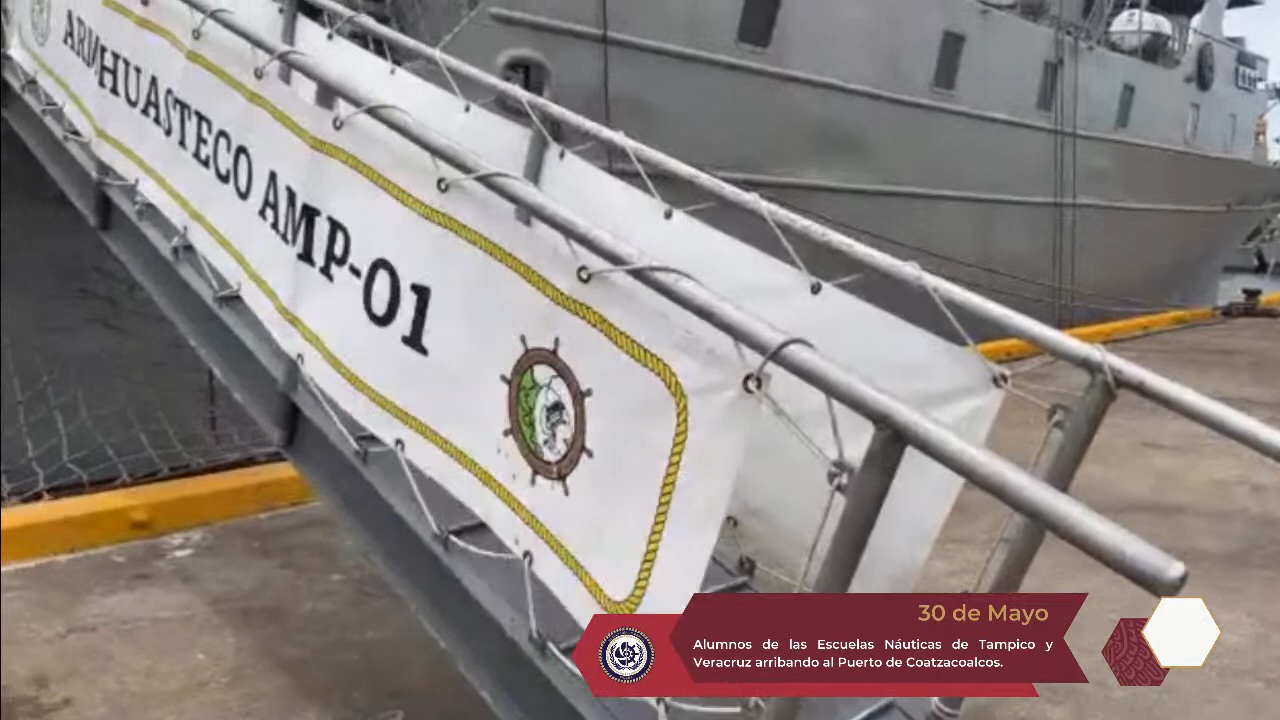 ARM HUASTECO AMP-01
30 de Mayo
Alumnos de las Escuelas Náuticas de Tampico y
Veracruz arribando al Puerto de Coatzacoalcos.